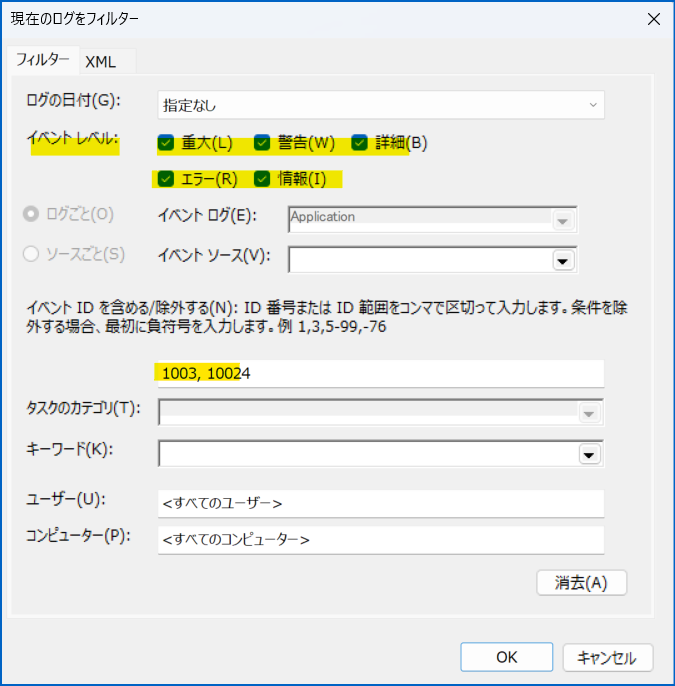 現在のログをフィルター
フィルター XML
ログの日付(G): 指定なし
イベント レベル: 重大(L) 警告(W) 詳細(B)
エラー(R) 情報(I)
ログごと(O) イベント ログ(E): Application
ソースごと(S) イベント ソース(V):
イベント ID を含める/除外する(N): ID 番号または ID 範囲をコンマで区切って入力します。条件を除
外する場合、最初に負符号を入力します。例 1,3,5-99,-76
1003, 10024
タスクのカテゴリ(T):
キーワード(K):
ユーザー(U): <すべてのユーザー>
コンピューター(P): <すべてのコンピューター>
消去(A)
OK キャンセル